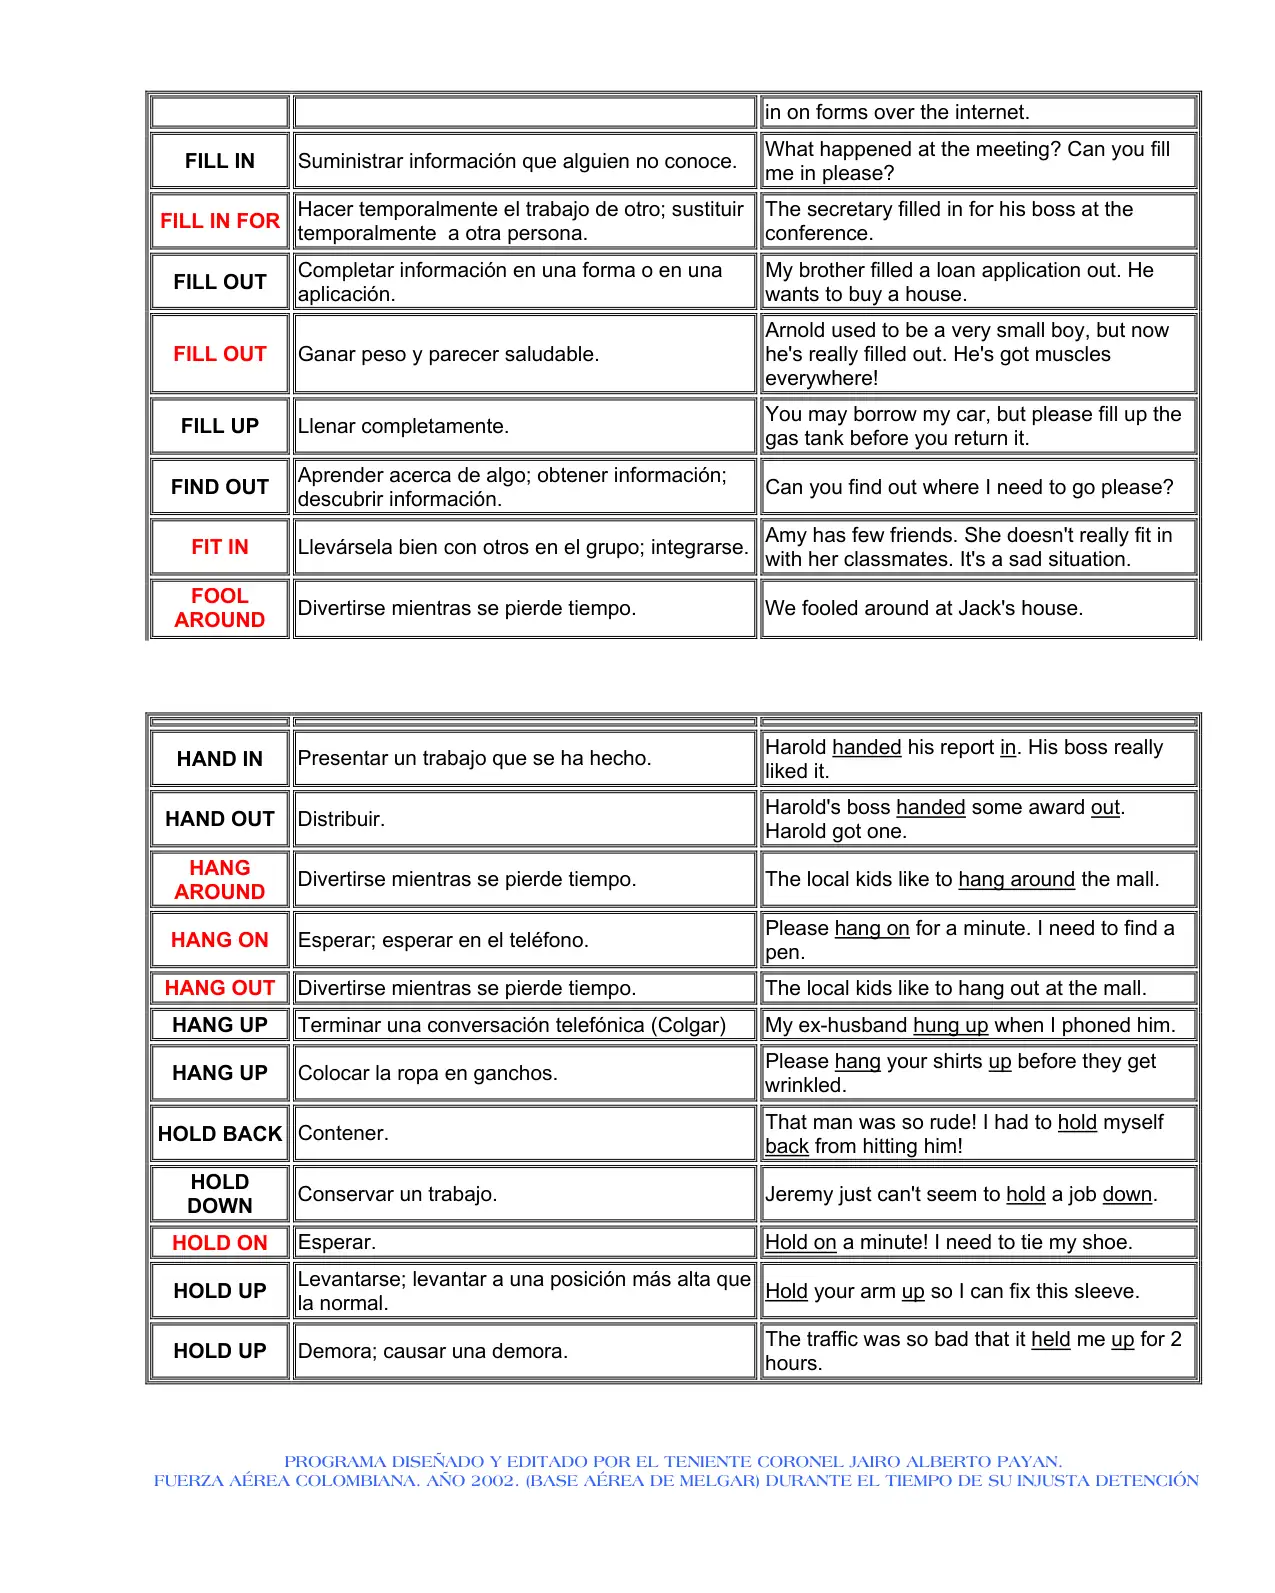 in on forms over the internet.
FILL IN
Suministrar información que alguien no conoce.
What happened at the meeting? Can you fill
me in please?
FILL IN FOR
Hacer temporalmente el trabajo de otro; sustituir
temporalmente  a otra persona.
The secretary filled in for his boss at the
conference.
FILL OUT
Completar información en una forma o en una
aplicación.
My brother filled a loan application out. He
wants to buy a house.
FILL OUT
Ganar peso y parecer saludable.
Arnold used to be a very small boy, but now
he's really filled out. He's got muscles
everywhere!
FILL UP
Llenar completamente.
You may borrow my car, but please fill up the
gas tank before you return it.
FIND OUT
Aprender acerca de algo; obtener información;
descubrir información.
Can you find out where I need to go please?
FIT IN
Llevársela bien con otros en el grupo; integrarse.
Amy has few friends. She doesn't really fit in
with her classmates. It's a sad situation.
FOOL
AROUND
Divertirse mientras se pierde tiempo.
We fooled around at Jack's house.
HAND IN
Presentar un trabajo que se ha hecho.
Harold handed his report in. His boss really
liked it.
HAND OUT
Distribuir.
Harold's boss handed some award out.
Harold got one.
HANG
AROUND
Divertirse mientras se pierde tiempo.
The local kids like to hang around the mall.
HANG ON
Esperar; esperar en el teléfono.
Please hang on for a minute. I need to find a
pen.
HANG OUT
Divertirse mientras se pierde tiempo.
The local kids like to hang out at the mall.
HANG UP
Terminar una conversación telefónica (Colgar)
My ex-husband hung up when I phoned him.
HANG UP
Colocar la ropa en ganchos.
Please hang your shirts up before they get
wrinkled.
HOLD BACK
Contener.
That man was so rude! I had to hold myself
back from hitting him!
HOLD
DOWN
Conservar un trabajo.
Jeremy just can't seem to hold a job down.
HOLD ON
Esperar.
Hold on a minute! I need to tie my shoe.
HOLD UP
Levantarse; levantar a una posición más alta que
la normal.
Hold your arm up so I can fix this sleeve.
HOLD UP
Demora; causar una demora.
The traffic was so bad that it held me up for 2
hours.
PROGRAMA DISEÑADO Y EDITADO POR EL TENIENTE CORONEL JAIRO ALBERTO PAYAN.
FUERZA AÉREA COLOMBIANA. AÑO 2002. (BASE AÉREA DE MELGAR) DURANTE EL TIEMPO DE SU INJUSTA DETENCIÓN